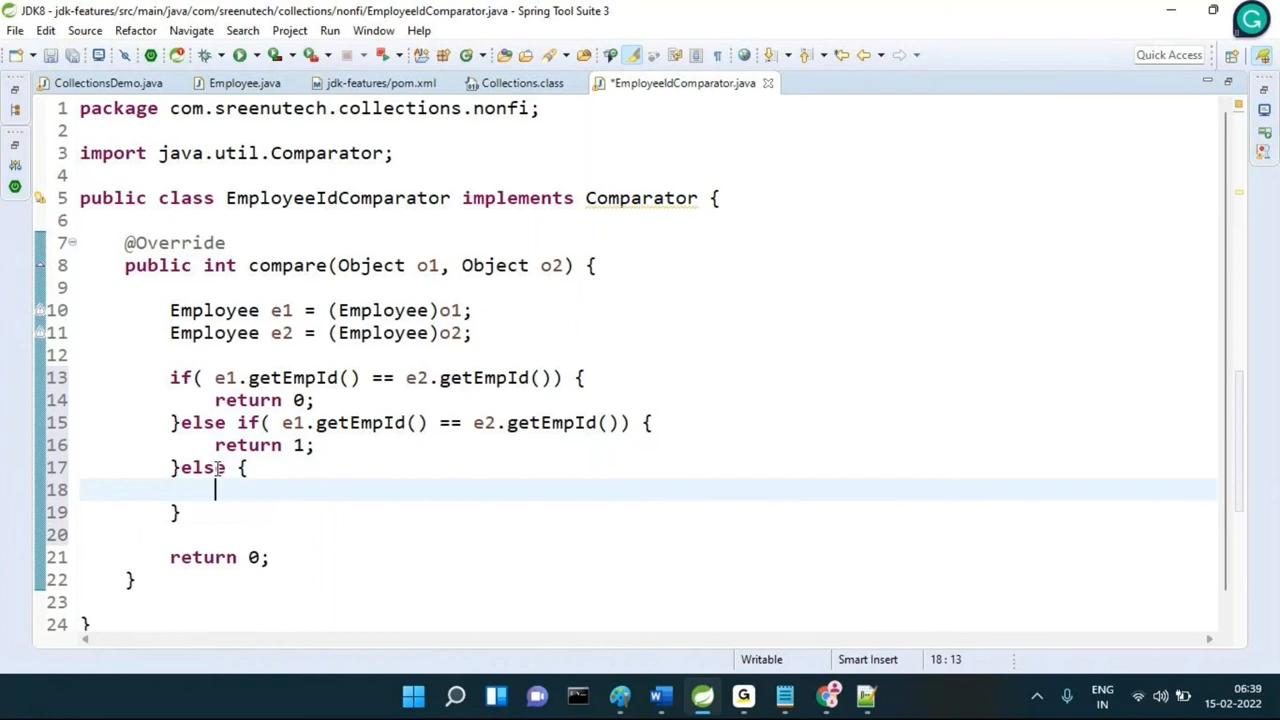 JDK8 - jdk-features/src/main/java/com/sreenutech/collections/nonfi/EmployeeIdComparator.java - Spring Tool Suite 3
File Edit Source Refactor Navigate Search Project Run Window Help
Quick Access
CollectionsDemo.java Employee.java jdk-features/pom.xml Collections.class *EmployeeIdComparator.java
1 package com.sreenutech.collections.nonfi;
2
3 import java.util.Comparator;
4
5 public class EmployeeIdComparator implements Comparator {
6
7 @Override
8 public int compare(Object o1, Object o2) {
9
10 Employee e1 = (Employee)o1;
11 Employee e2 = (Employee)o2;
12
13 if( e1.getEmpId() == e2.getEmpId()) {
14 return 0;
15 }else if( e1.getEmpId() == e2.getEmpId()) {
16 return 1;
17 }else {
18
19 }
20
21 return 0;
22 }
23
24 }
Writable Smart Insert 18 : 13
ENG
IN
06:39
15-02-2022